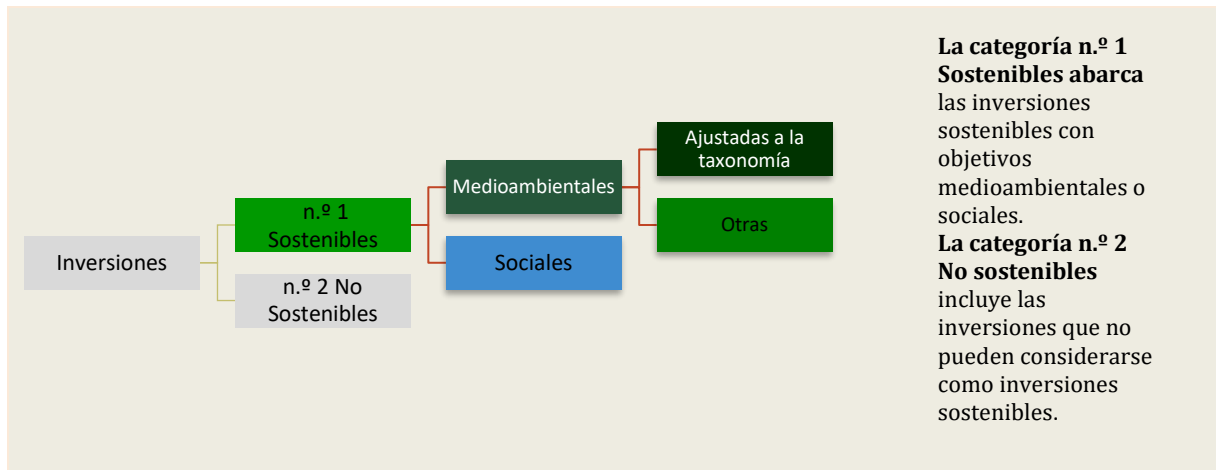 Inversiones
n.º 1
Sostenibles
n.º 2 No
Sostenibles
Medioambientales
Sociales
Ajustadas a la
taxonomía
Otras
La categoría n.º 1
Sostenibles abarca
las inversiones
sostenibles con
objetivos
medioambientales o
sociales.
La categoría n.º 2
No sostenibles
incluye las
inversiones que no
pueden considerarse
como inversiones
sostenibles.